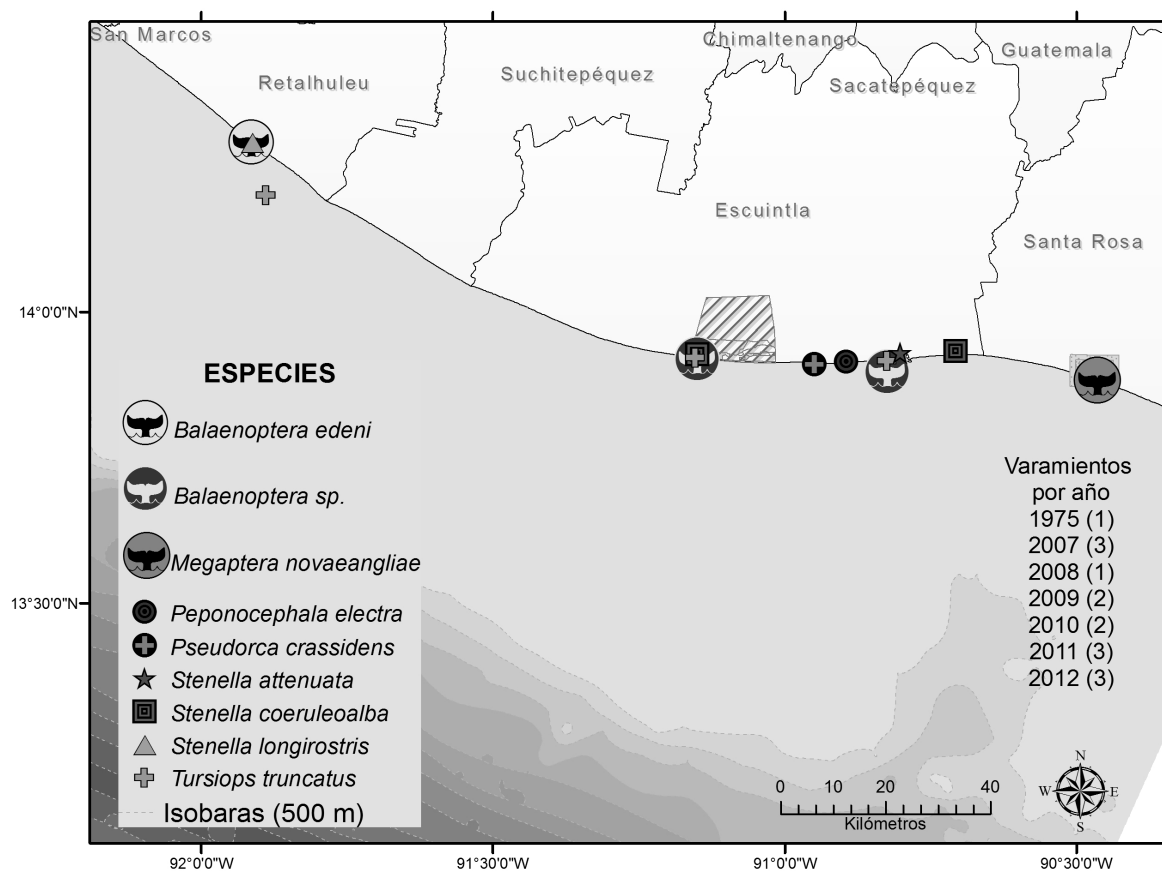 San Marcos
Retalhuleu
Suchitepéquez
Chimaltenango
Sacatepéquez
Guatemala
Escuintla
Santa Rosa
14°0'0"N
13°30'0"N
ESPECIES
Balaenoptera edeni
Balaenoptera sp.
Megaptera novaeangliae
Peponocephala electra
Pseudorca crassidens
Stenella attenuata
Stenella coeruleoalba
Stenella longirostris
Tursiops truncatus
Isobaras (500 m)
Varamientos
por año
1975 (1)
2007 (3)
2008 (1)
2009 (2)
2010 (2)
2011 (3)
2012 (3)
0 10 20 40
Kilómetros
N
W E
S
92°0'0"W 91°30'0"W 91°0'0"W 90°30'0"W